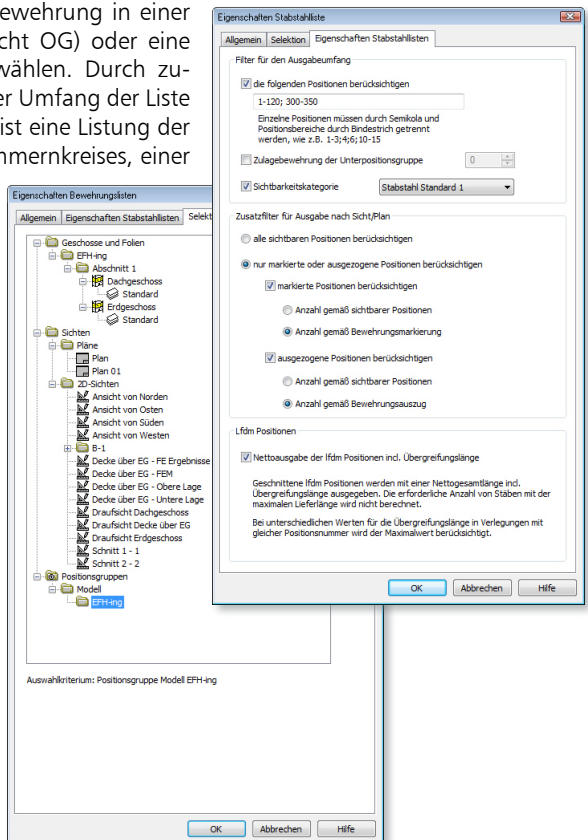 ewehrung in einer
cht OG) oder eine
wählen. Durch zu-
er Umfang der Liste
ist eine Listung der
mmernkreises, einer
Eigenschaften Stabstahlliste
Allgemein Selektion Eigenschaften Stabstahllisten
Filter für den Ausgabeumfang
die folgenden Positionen berücksichtigen
1-120; 300-350
Einzelne Positionen müssen durch Semikola und
Positionsbereiche durch Bindestrich getrennt
werden, wie z.B. 1-3;4;6;10-15
Zulagebewehrung der Unterpositionsgruppe 0
Sichtbarkeitskategorie Stabstahl Standard 1
Zusatzfilter für Ausgabe nach Sicht/Plan
alle sichtbaren Positionen berücksichtigen
nur markierte oder ausgezogene Positionen berücksichtigen
markierte Positionen berücksichtigen
Anzahl gemäß sichtbarer Positionen
Anzahl gemäß Bewehrungsmarkierung
ausgezogene Positionen berücksichtigen
Anzahl gemäß sichtbarer Positionen
Anzahl gemäß Bewehrungsauszug
Lfdm Positionen
Nettoausgabe der lfdm Positionen incl. Übergreifungslänge
Geschnittene lfdm Positionen werden mit einer Nettogesamtlänge incl.
Übergreifungslänge ausgegeben. Die erforderliche Anzahl von Stäben mit der
maximalen Lieferlänge wird nicht berechnet.
Bei unterschiedlichen Werten für die Übergreifungslänge in Verlegungen mit
gleicher Positionsnummer wird der Maximalwert berücksichtigt.
OK Abbrechen Hilfe
Eigenschaften Bewehrungslisten
Allgemein Eigenschaften Stabstahllisten Selekt
Geschosse und Folien
EFH-ing
Abschnitt 1
Dachgeschoss
Standard
Erdgeschoss
Standard
Sichten
Pläne
Plan
Plan 01
2D-Sichten
Ansicht von Norden
Ansicht von Osten
Ansicht von Süden
Ansicht von Westen
B-1
Decke über EG - FE Ergebnisse
Decke über EG - FEM
Decke über EG - Obere Lage
Decke über EG - Untere Lage
Draufsicht Dachgeschoss
Draufsicht Decke über EG
Draufsicht Erdgeschoss
Schnitt 1 - 1
Schnitt 2 - 2
Positionsgruppen
Modell
EFH-ing
Auswahlkriterium: Positionsgruppe Modell EFH-ing
OK Abbrechen Hilfe